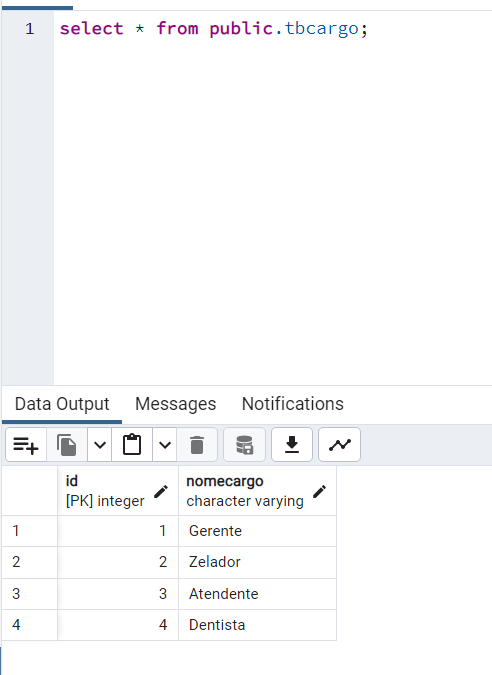 1 select * from public.tbcargo;
Data Output Messages Notifications
id nomecargo
[PK] integer character varying
1 1 Gerente
2 2 Zelador
3 3 Atendente
4 4 Dentista